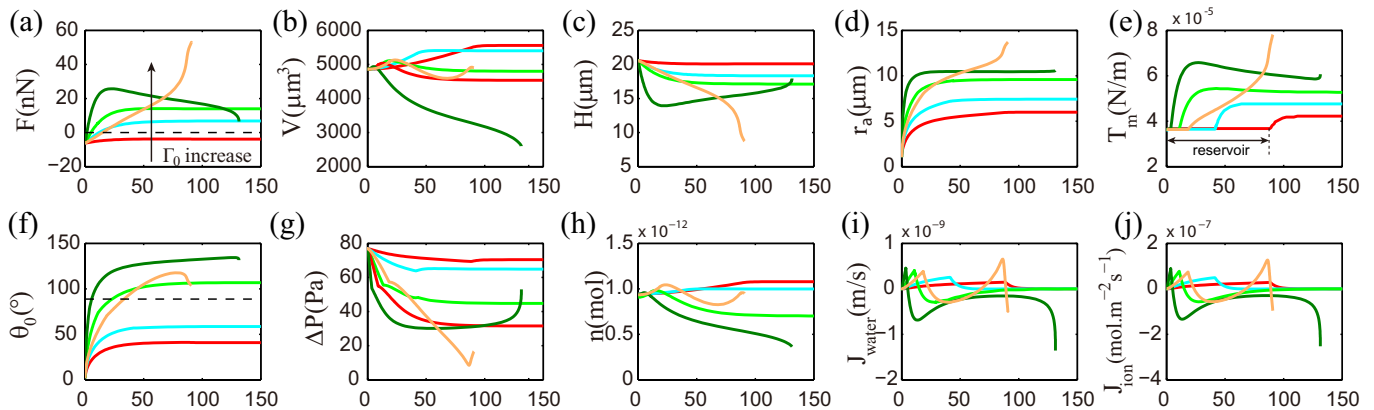 (a) (b) (c) (d) (e)
× 10⁻⁵
F(nN)
60
40
20
0
−20
0 50 100 150
Γ₀ increase
V(μm³)
6000
5000
4000
3000
2000
0 50 100 150
H(μm)
25
20
15
10
5
0 50 100 150
rₐ(μm)
15
10
5
0
0 50 100 150
Tₘ(N/m)
8
6
4
2
reservoir
0 50 100 150
(f) (g) (h) (i) (j)
x 10⁻¹² × 10⁻⁹ × 10⁻⁷
θ₀(°)
150
100
50
0
0 50 100 150
ΔP(Pa)
80
60
40
20
0
0 50 100 150
n(mol)
1.5
1.0
0.5
0
0 50 100 150
J_water(m/s)
1
0
−1
−2
0 50 100 150
J_ion(mol.m⁻²s⁻¹)
2
0
−2
−4
0 50 100 150